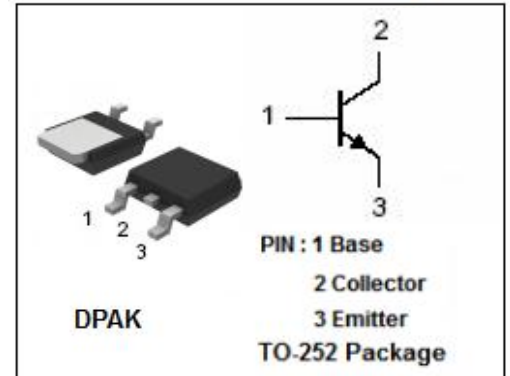 2
1
3
1
2
3
PIN : 1 Base
2 Collector
3 Emitter
DPAK
TO-252 Package